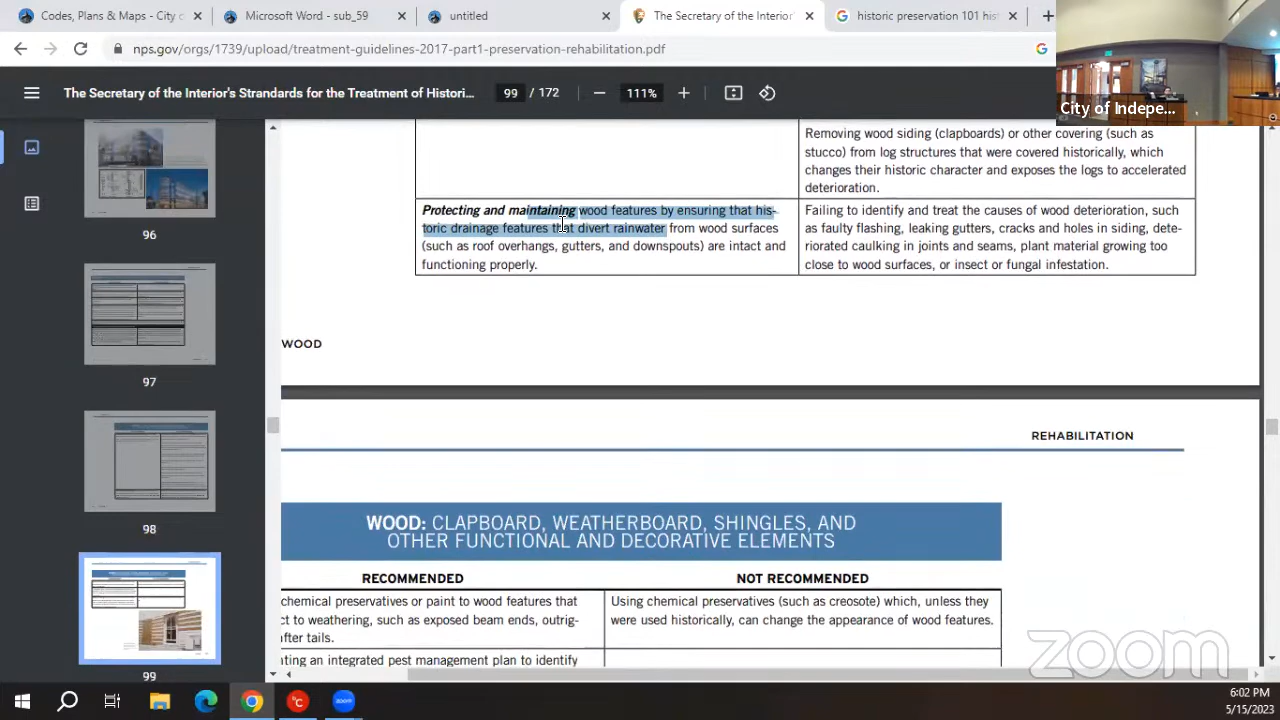 Codes, Plans & Maps - City c
Microsoft Word - sub_59
untitled
The Secretary of the Interior'
historic preservation 101 his
nps.gov/orgs/1739/upload/treatment-guidelines-2017-part1-preservation-rehabilitation.pdf
City of Indepe...
The Secretary of the Interior's Strandards for the Treatment of Histori...
99 / 172
111%
96
97
98
99
Removing wood siding (clapboards) or other covering (such as
stucco) from log structures that were covered historically, which
changes their historic character and exposes the logs to accelerated
deterioration.
Protecting and maintaining wood features by ensuring that his-
toric drainage features that divert rainwater from wood surfaces
(such as roof overhangs, gutters, and downspouts) are intact and
functioning properly.
Failing to identify and treat the causes of wood deterioration, such
as faulty flashing, leaking gutters, cracks and holes in siding, dete-
riorated caulking in joints and seams, plant material growing too
close to wood surfaces, or insect or fungal infestation.
WOOD
REHABILITATION
WOOD: CLAPBOARD, WEATHERBOARD, SHINGLES, AND
OTHER FUNCTIONAL AND DECORATIVE ELEMENTS
RECOMMENDED
NOT RECOMMENDED
chemical preservatives or paint to wood features that
ct to weathering, such as exposed beam ends, outrig-
after tails.
Using chemical preservatives (such as creosote) which, unless they
were used historically, can change the appearance of wood features.
ting an integrated pest management plan to identify
zoom
zoom
6:02 PM
5/15/2023